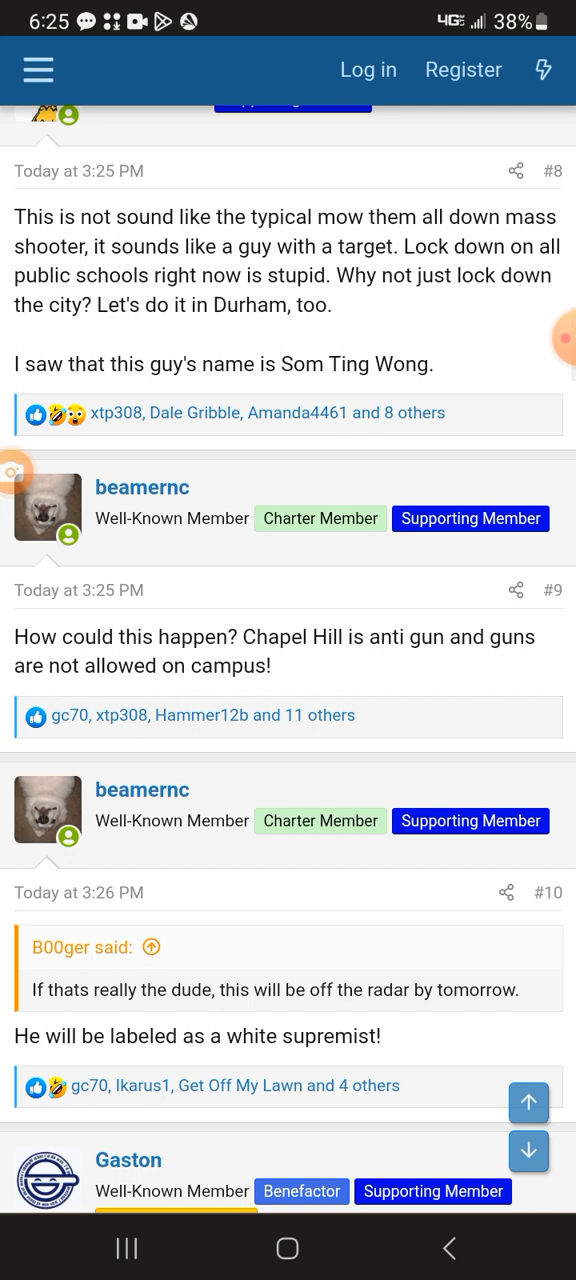 6:25
4G 38%
Log in Register
Today at 3:25 PM #8
This is not sound like the typical mow them all down mass
shooter, it sounds like a guy with a target. Lock down on all
public schools right now is stupid. Why not just lock down
the city? Let's do it in Durham, too.
I saw that this guy's name is Som Ting Wong.
xtp308, Dale Gribble, Amanda4461 and 8 others
beamernc
Well-Known Member Charter Member Supporting Member
Today at 3:25 PM #9
How could this happen? Chapel Hill is anti gun and guns
are not allowed on campus!
gc70, xtp308, Hammer12b and 11 others
beamernc
Well-Known Member Charter Member Supporting Member
Today at 3:26 PM #10
B00ger said:
If thats really the dude, this will be off the radar by tomorrow.
He will be labeled as a white supremist!
gc70, Ikarus1, Get Off My Lawn and 4 others
Gaston
Well-Known Member Benefactor Supporting Member